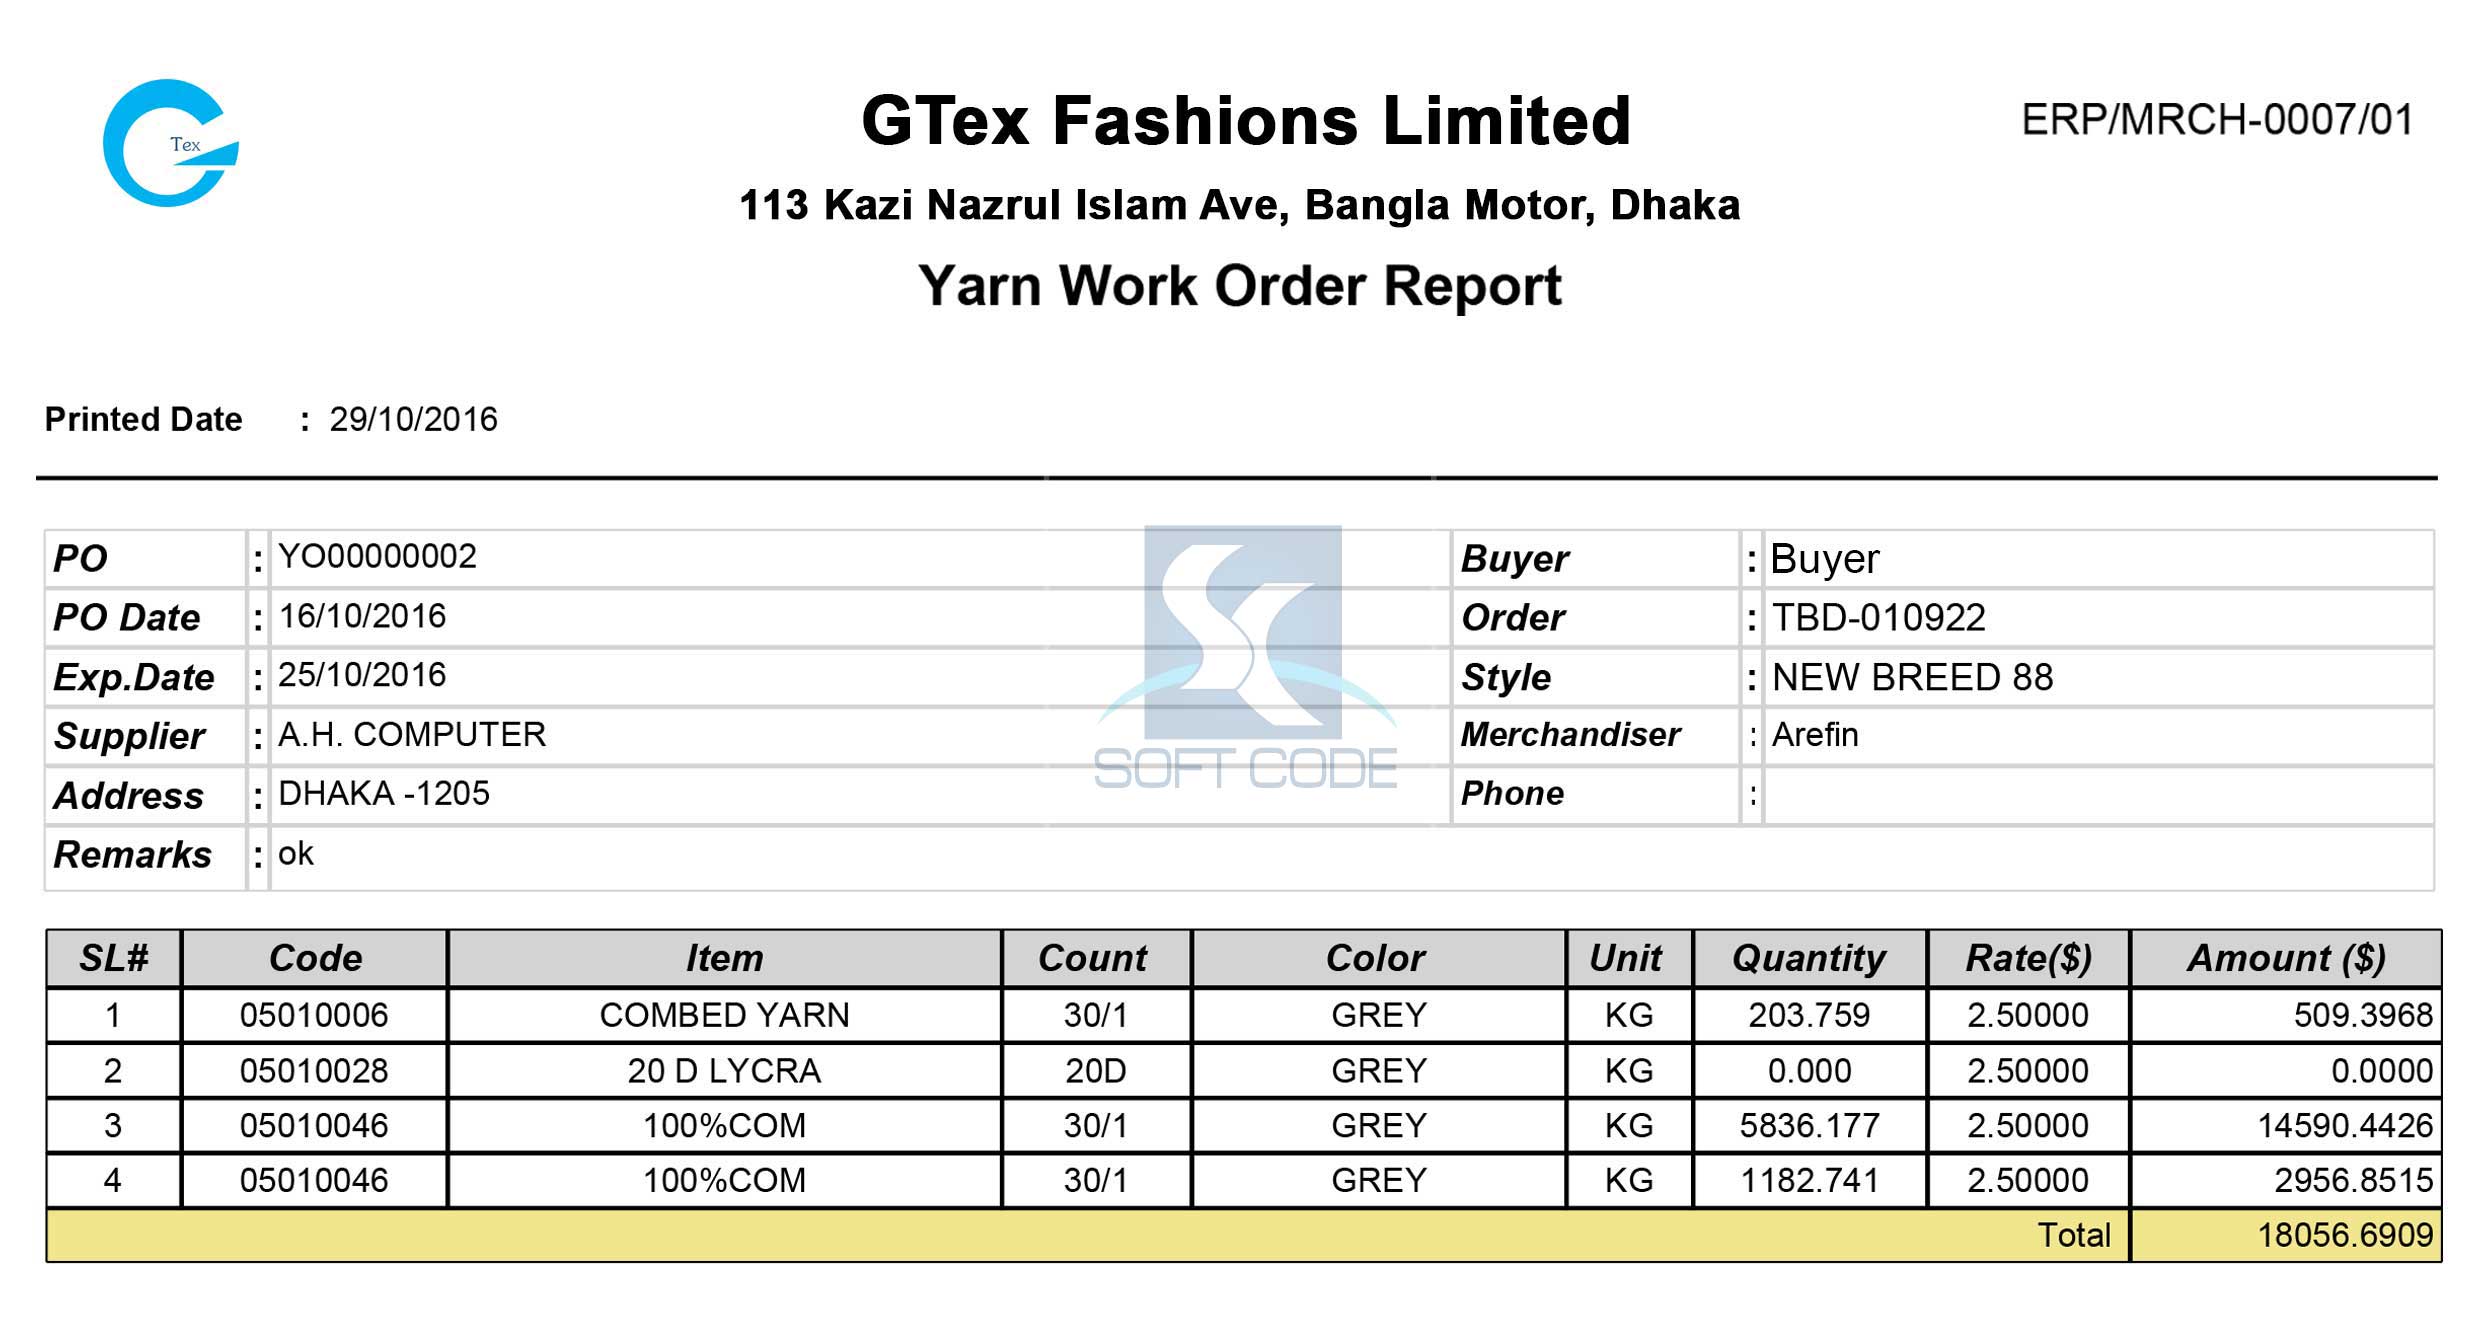 Tex
GTex Fashions Limited
ERP/MRCH-0007/01
113 Kazi Nazrul Islam Ave, Bangla Motor, Dhaka
Yarn Work Order Report
Printed Date : 29/10/2016
PO : YO00000002 Buyer : Buyer
PO Date : 16/10/2016 Order : TBD-010922
Exp.Date : 25/10/2016 Style : NEW BREED 88
Supplier : A.H. COMPUTER Merchandiser : Arefin
Address : DHAKA -1205 Phone :
Remarks : ok
SOFT CODE
SL# Code Item Count Color Unit Quantity Rate($) Amount ($)
1 05010006 COMBED YARN 30/1 GREY KG 203.759 2.50000 509.3968
2 05010028 20 D LYCRA 20D GREY KG 0.000 2.50000 0.0000
3 05010046 100%COM 30/1 GREY KG 5836.177 2.50000 14590.4426
4 05010046 100%COM 30/1 GREY KG 1182.741 2.50000 2956.8515
Total 18056.6909